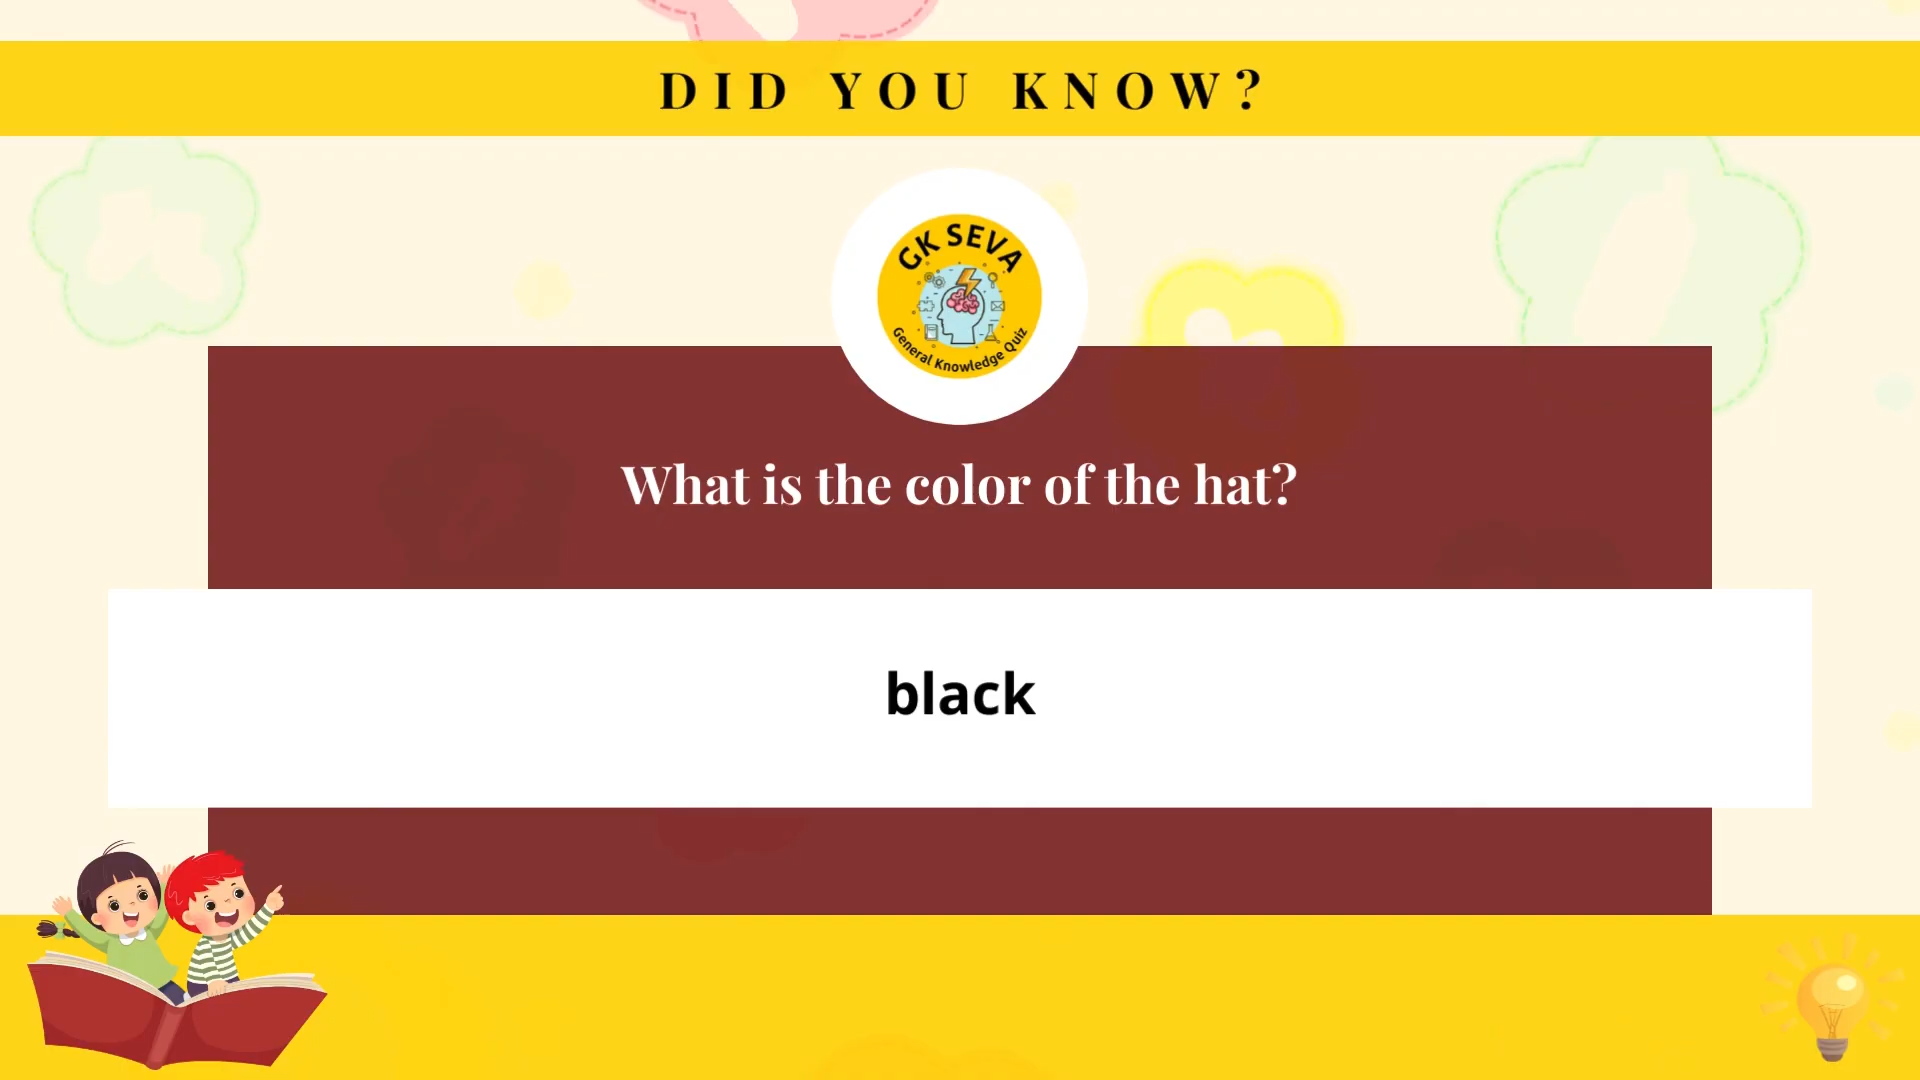 DID YOU KNOW?
GK SEVA
General Knowledge Quiz
What is the color of the hat?
black